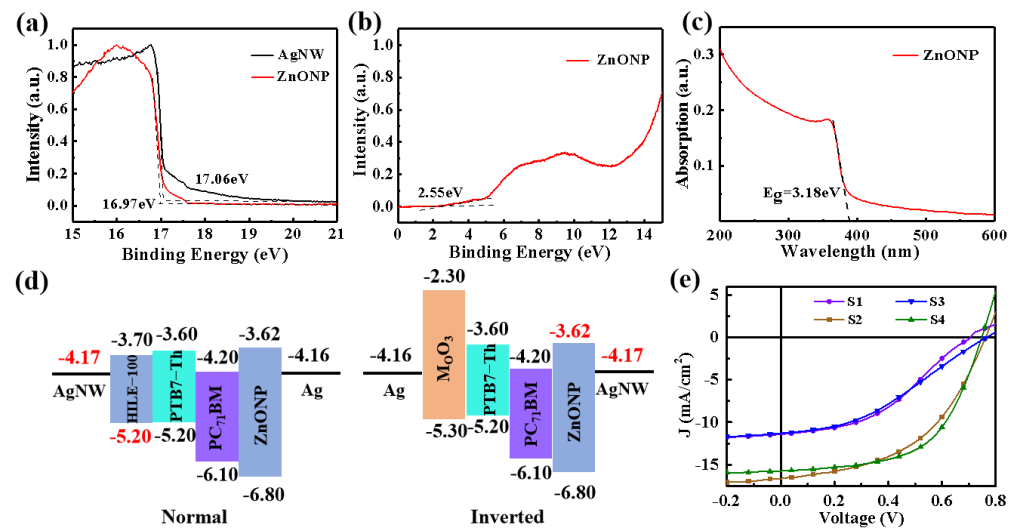 (a)
Intensity (a.u.)
1.0
0.8
0.6
0.4
0.2
0.0
AgNW
ZnONP
17.06eV
16.97eV
15 16 17 18 19 20 21
Binding Energy (eV)
(b)
Intensity (a.u.)
1.0
0.8
0.6
0.4
0.2
0.0
ZnONP
2.55eV
0 2 4 6 8 10 12 14
Binding Energy (eV)
(c)
Absorption (a.u.)
0.3
0.2
0.1
ZnONP
Eg=3.18eV
200 300 400 500 600
Wavelength (nm)
(d)
-4.17
AgNW
-3.70
HILE-100
-5.20
-3.60
PTB7-Th
-5.20
-4.20
PC71BM
-6.10
-3.62
ZnONP
-6.80
-4.16
Ag
Normal
-4.16
Ag
-2.30
MOO3
-5.30
-3.60
PTB7-Th
-5.20
-4.20
PC71BM
-6.10
-3.62
ZnONP
-6.80
-4.17
AgNW
Inverted
(e)
J (mA/cm2)
5
0
-5
-10
-15
S1 S3
S2 S4
-0.2 0.0 0.2 0.4 0.6 0.8
Voltage (V)